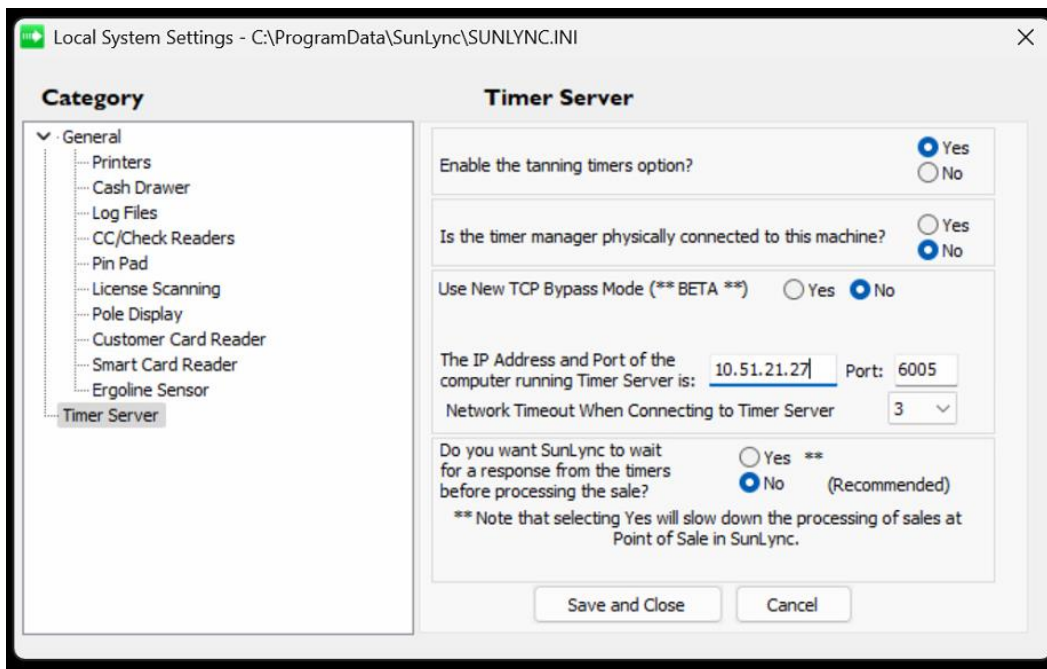 Local System Settings - C:\ProgramData\SunLync\SUNLYNC.INI
Category
General
Printers
Cash Drawer
Log Files
CC/Check Readers
Pin Pad
License Scanning
Pole Display
Customer Card Reader
Smart Card Reader
Ergoline Sensor
Timer Server
Timer Server
Enable the tanning timers option?
Yes
No
Is the timer manager physically connected to this machine?
Yes
No
Use New TCP Bypass Mode (** BETA **) Yes No
The IP Address and Port of the
computer running Timer Server is: 10.51.21.27 Port: 6005
Network Timeout When Connecting to Timer Server 3
Do you want SunLync to wait
for a response from the timers
before processing the sale?
Yes **
No (Recommended)
** Note that selecting Yes will slow down the processing of sales at
Point of Sale in SunLync.
Save and Close Cancel